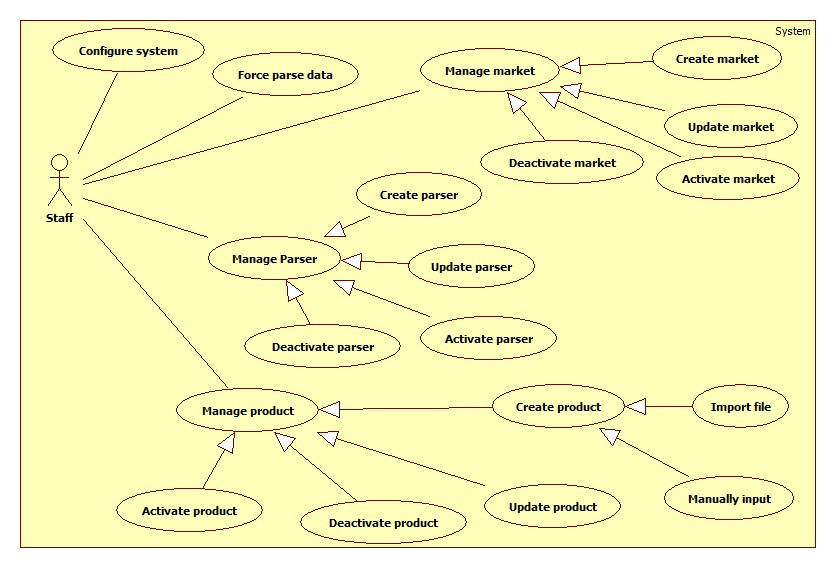 System
Configure system
Force parse data
Manage market
Create market
Update market
Deactivate market
Activate market
Staff
Create parser
Manage Parser
Update parser
Deactivate parser
Activate parser
Manage product
Create product
Import file
Manually input
Activate product
Deactivate product
Update product